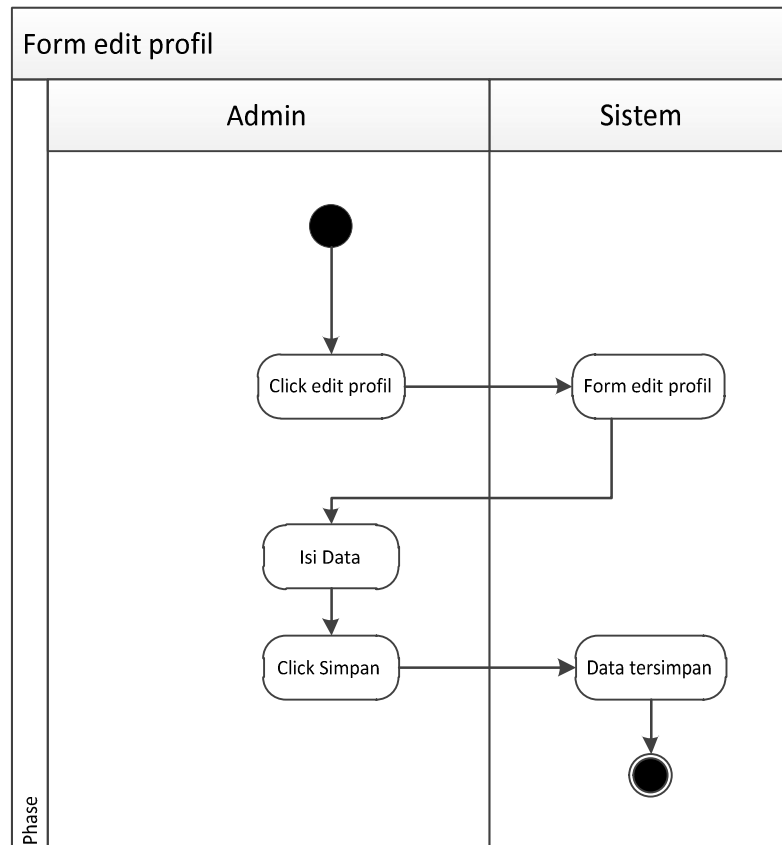 Form edit profil
Admin
Sistem
Click edit profil
Form edit profil
Isi Data
Click Simpan
Data tersimpan
Phase